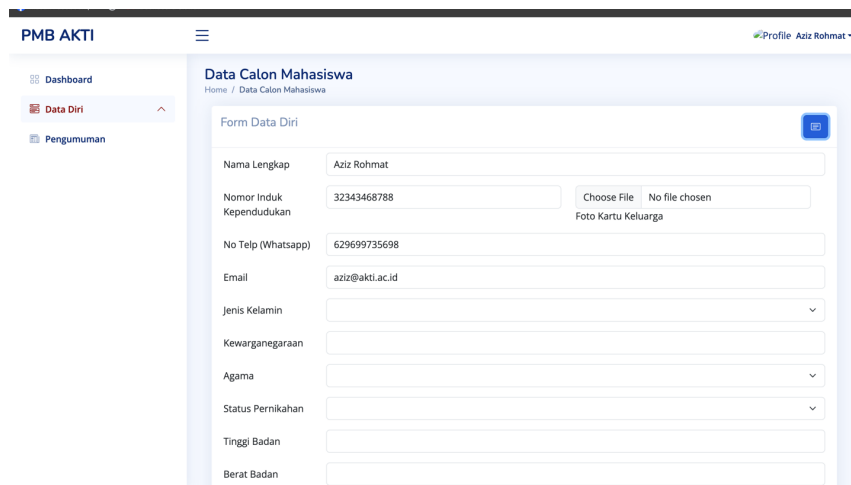 PMB AKTI
Profile Aziz Rohmat
Dashboard
Data Diri
Pengumuman
Data Calon Mahasiswa
Home / Data Calon Mahasiswa
Form Data Diri
Nama Lengkap Aziz Rohmat
Nomor Induk Kependudukan 32343468788 Choose File No file chosen
Foto Kartu Keluarga
No Telp (Whatsapp) 629699735698
Email aziz@akti.ac.id
Jenis Kelamin
Kewarganegaraan
Agama
Status Pernikahan
Tinggi Badan
Berat Badan